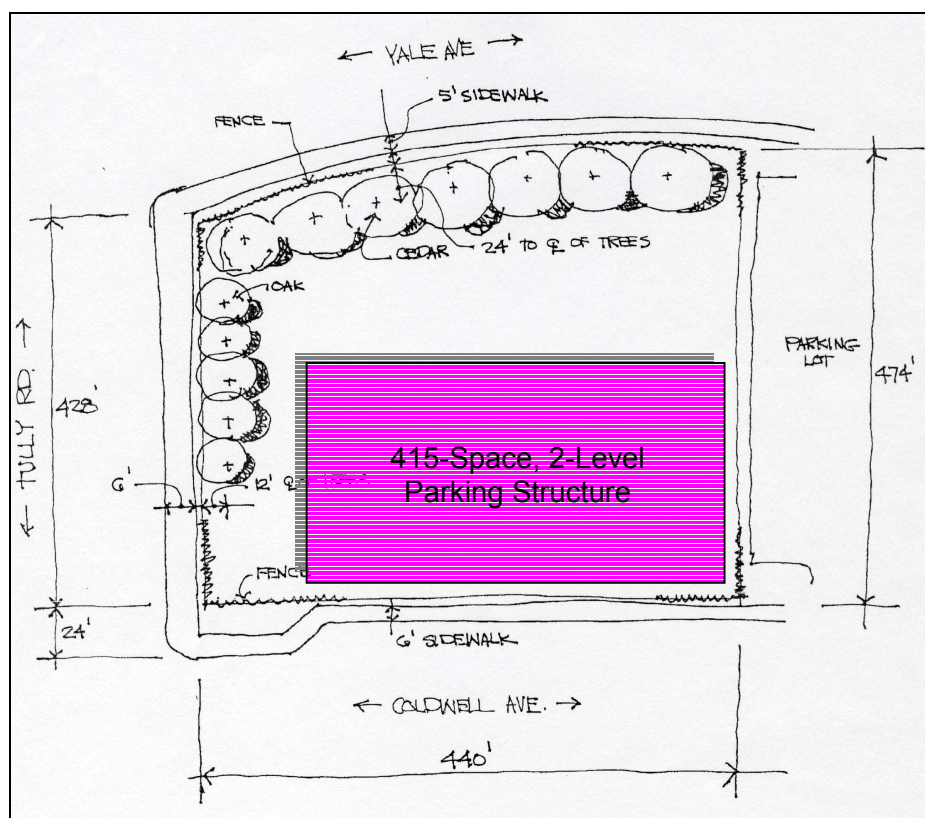 ← YALE AVE →
5' SIDEWALK
FENCE
CEDAR
24' TO ℄ OF TREES
OAK
PARKING
LOT
← TULLY RD. →
428'
474'
415-Space, 2-Level
Parking Structure
6'
12' ℄
FENCE
24'
6' SIDEWALK
← COLDWELL AVE. →
440'